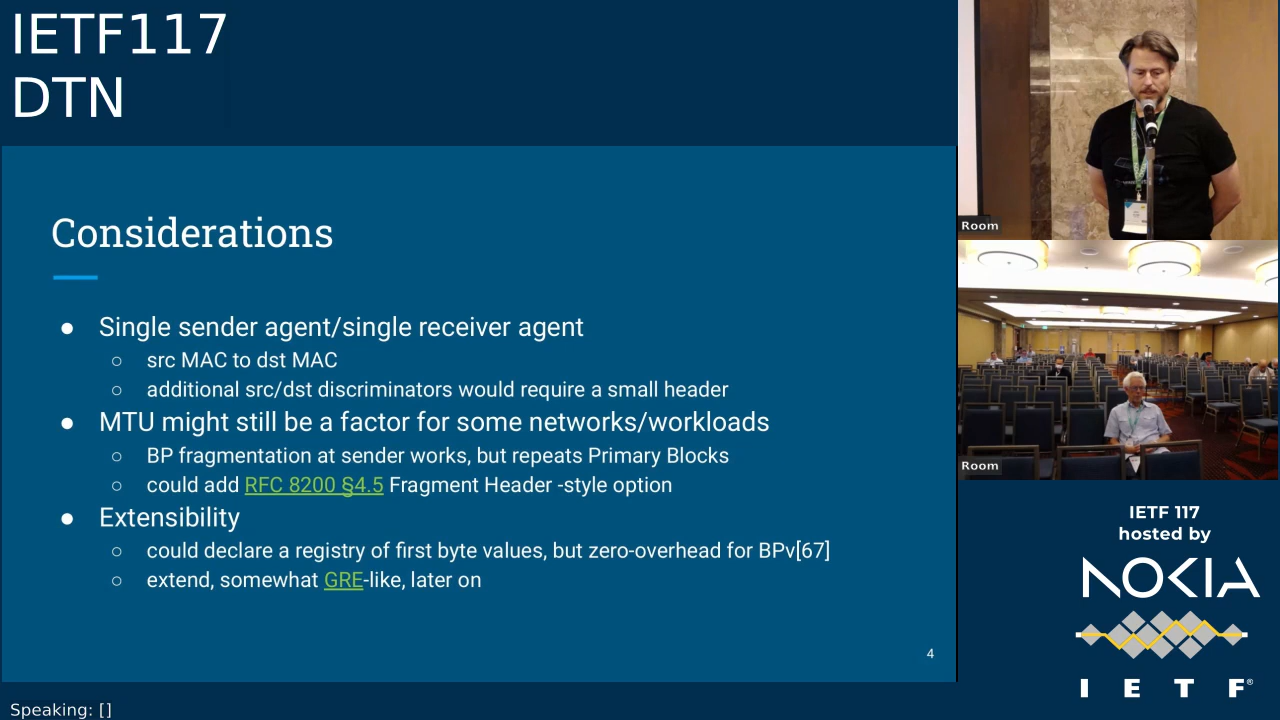 IETF117
DTN
Considerations
● Single sender agent/single receiver agent
○ src MAC to dst MAC
○ additional src/dst discriminators would require a small header
● MTU might still be a factor for some networks/workloads
○ BP fragmentation at sender works, but repeats Primary Blocks
○ could add RFC 8200 §4.5 Fragment Header -style option
● Extensibility
○ could declare a registry of first byte values, but zero-overhead for BPv[67]
○ extend, somewhat GRE-like, later on
4
Speaking: []
Room
Room
IETF 117
hosted by
NOKIA
I E T F®